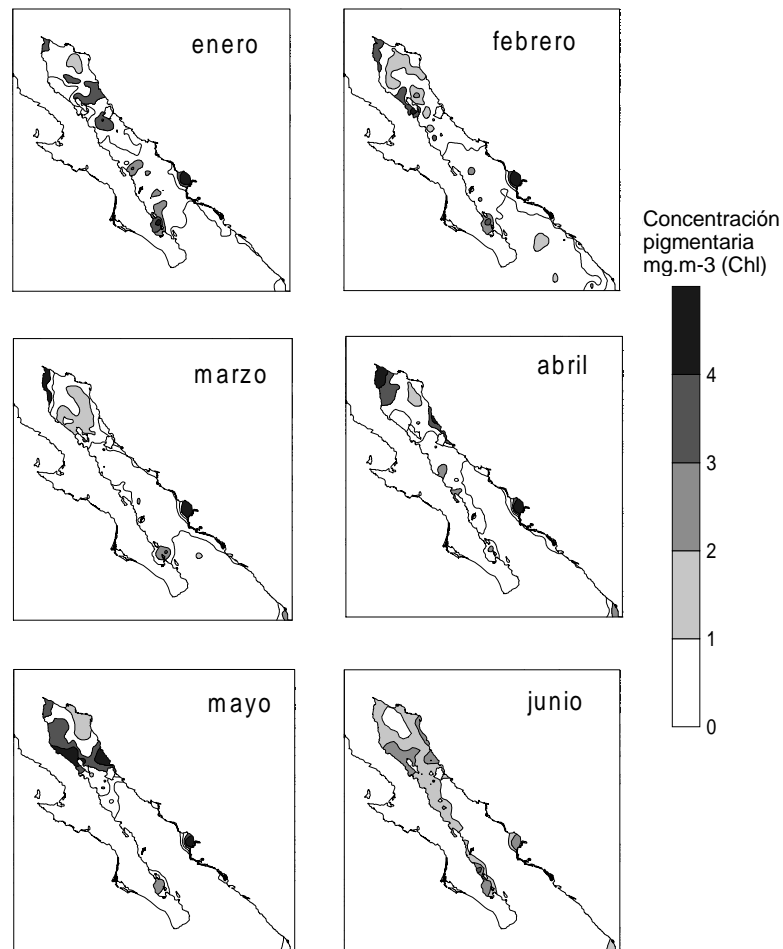 enero
febrero
marzo
abril
mayo
junio
Concentración
pigmentaria
mg.m-3 (Chl)
4
3
2
1
0